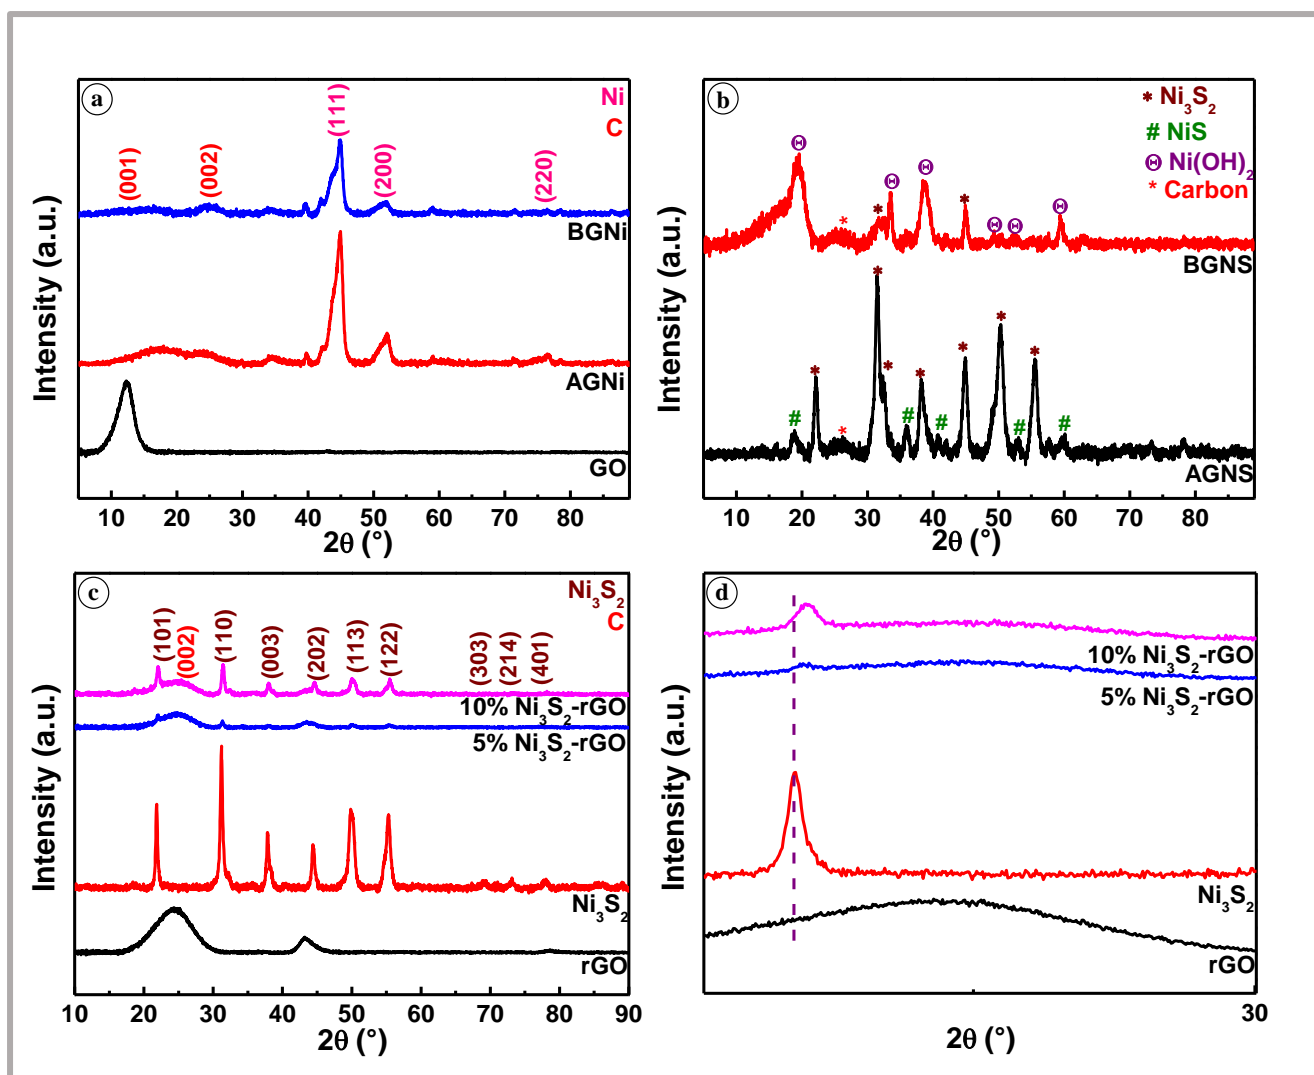 a
Ni
C
(001)
(002)
(111)
(200)
(220)
BGNi
AGNi
GO
Intensity (a.u.)
10 20 30 40 50 60 70 80
2θ (°)
b
* Ni₃S₂
# NiS
Θ Ni(OH)₂
* Carbon
Θ Θ Θ Θ Θ Θ
* * *
BGNS
* * * * * * *
# # # # #
*
AGNS
Intensity (a.u.)
10 20 30 40 50 60 70 80
2θ (°)
c
Ni₃S₂
C
(101)
(002)
(110)
(003)
(202)
(113)
(122)
(303)
(214)
(401)
10% Ni₃S₂-rGO
5% Ni₃S₂-rGO
Ni₃S₂
rGO
Intensity (a.u.)
10 20 30 40 50 60 70 80 90
2θ (°)
d
10% Ni₃S₂-rGO
5% Ni₃S₂-rGO
Ni₃S₂
rGO
Intensity (a.u.)
20 30
2θ (°)